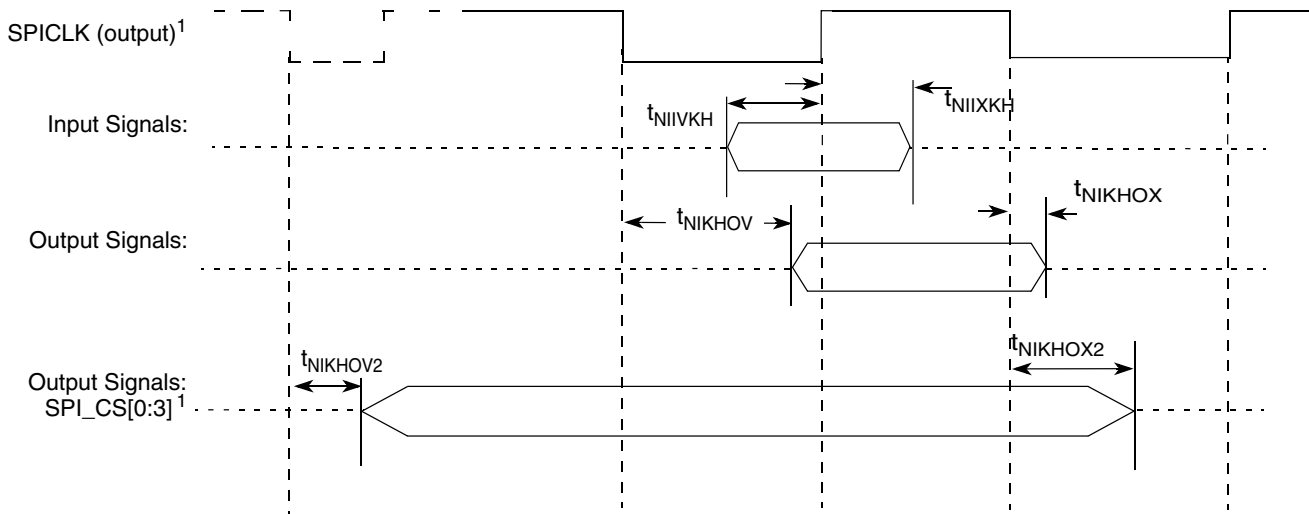 SPICLK (output)1
Input Signals:
tNIIVKH
tNIIXKH
Output Signals:
tNIKHOV
tNIKHOX
Output Signals:
SPI_CS[0:3] 1
tNIKHOV2
tNIKHOX2